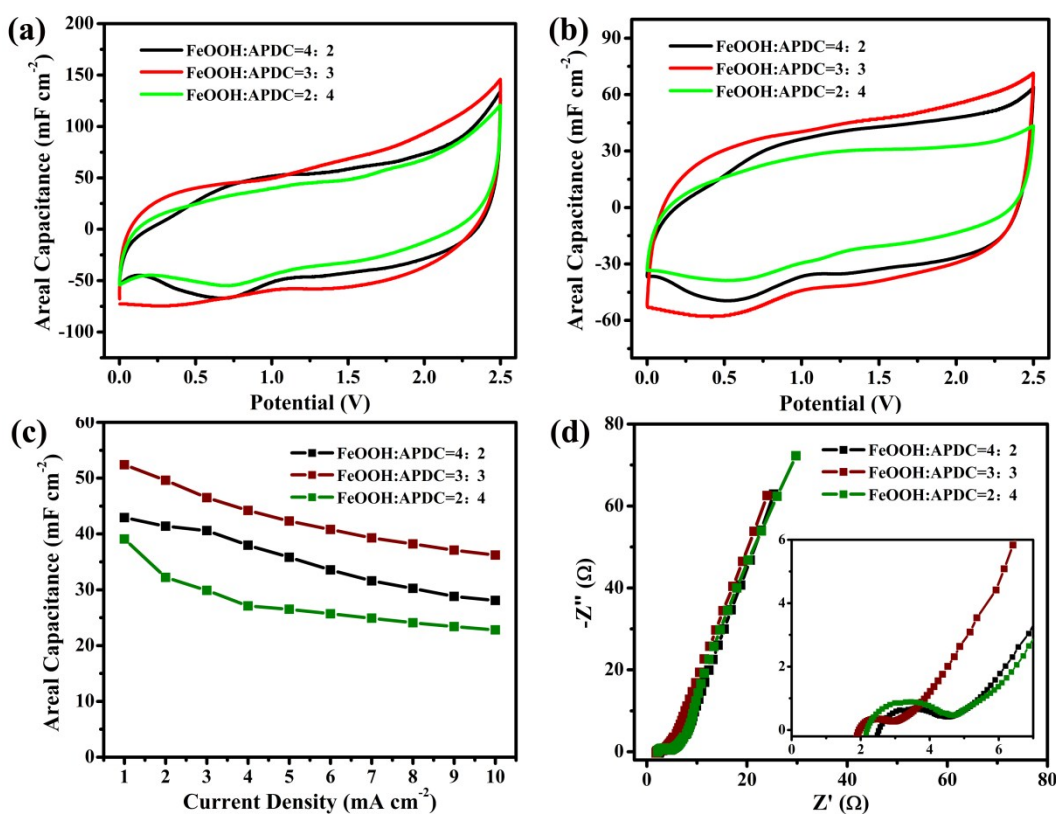 (a)
FeOOH:APDC=4: 2
FeOOH:APDC=3: 3
FeOOH:APDC=2: 4
Areal Capacitance (mF cm⁻²)
200
150
100
50
0
-50
-100
0.0 0.5 1.0 1.5 2.0 2.5
Potential (V)
(b)
FeOOH:APDC=4: 2
FeOOH:APDC=3: 3
FeOOH:APDC=2: 4
Areal Capacitance (mF cm⁻²)
90
60
30
0
-30
-60
0.0 0.5 1.0 1.5 2.0 2.5
Potential (V)
(c)
FeOOH:APDC=4: 2
FeOOH:APDC=3: 3
FeOOH:APDC=2: 4
Areal Capacitance (mF cm⁻²)
60
50
40
30
20
10
0
1 2 3 4 5 6 7 8 9 10
Current Density (mA cm⁻²)
(d)
FeOOH:APDC=4: 2
FeOOH:APDC=3: 3
FeOOH:APDC=2: 4
-Z'' (Ω)
80
60
40
20
0
6
4
2
0
0 2 4 6
0 20 40 60 80
Z' (Ω)